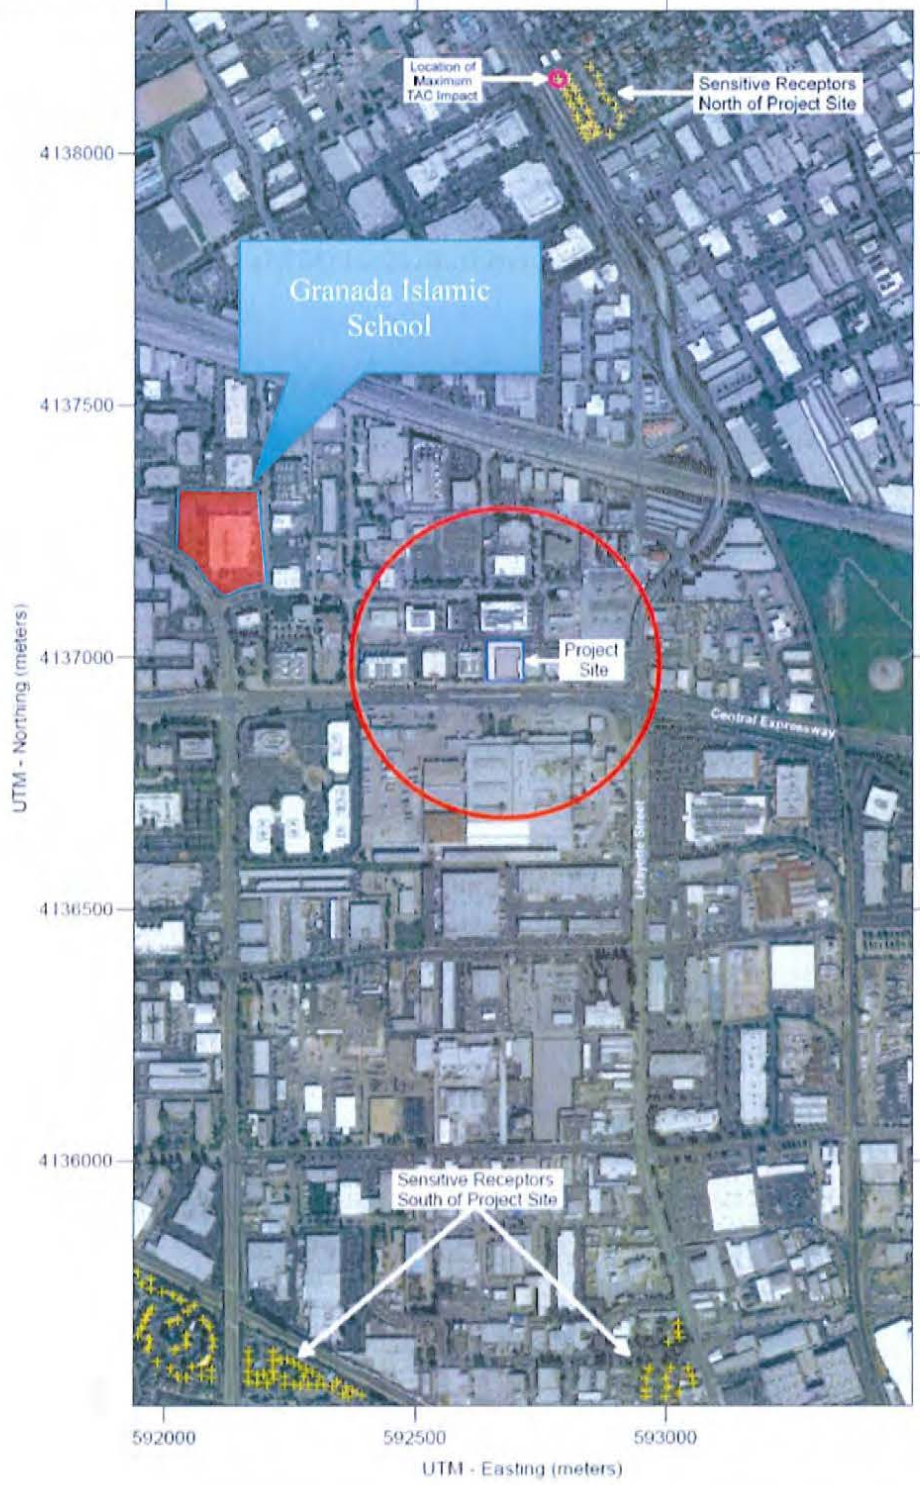 Location of
Maximum
TAC Impact
Sensitive Receptors
North of Project Site
4138000
Granada Islamic
School
4137500
UTM - Northing (meters)
4137000
Project
Site
Central Expressway
Lafayette Street
4136500
4136000
Sensitive Receptors
South of Project Site
592000
592500
593000
UTM - Easting (meters)